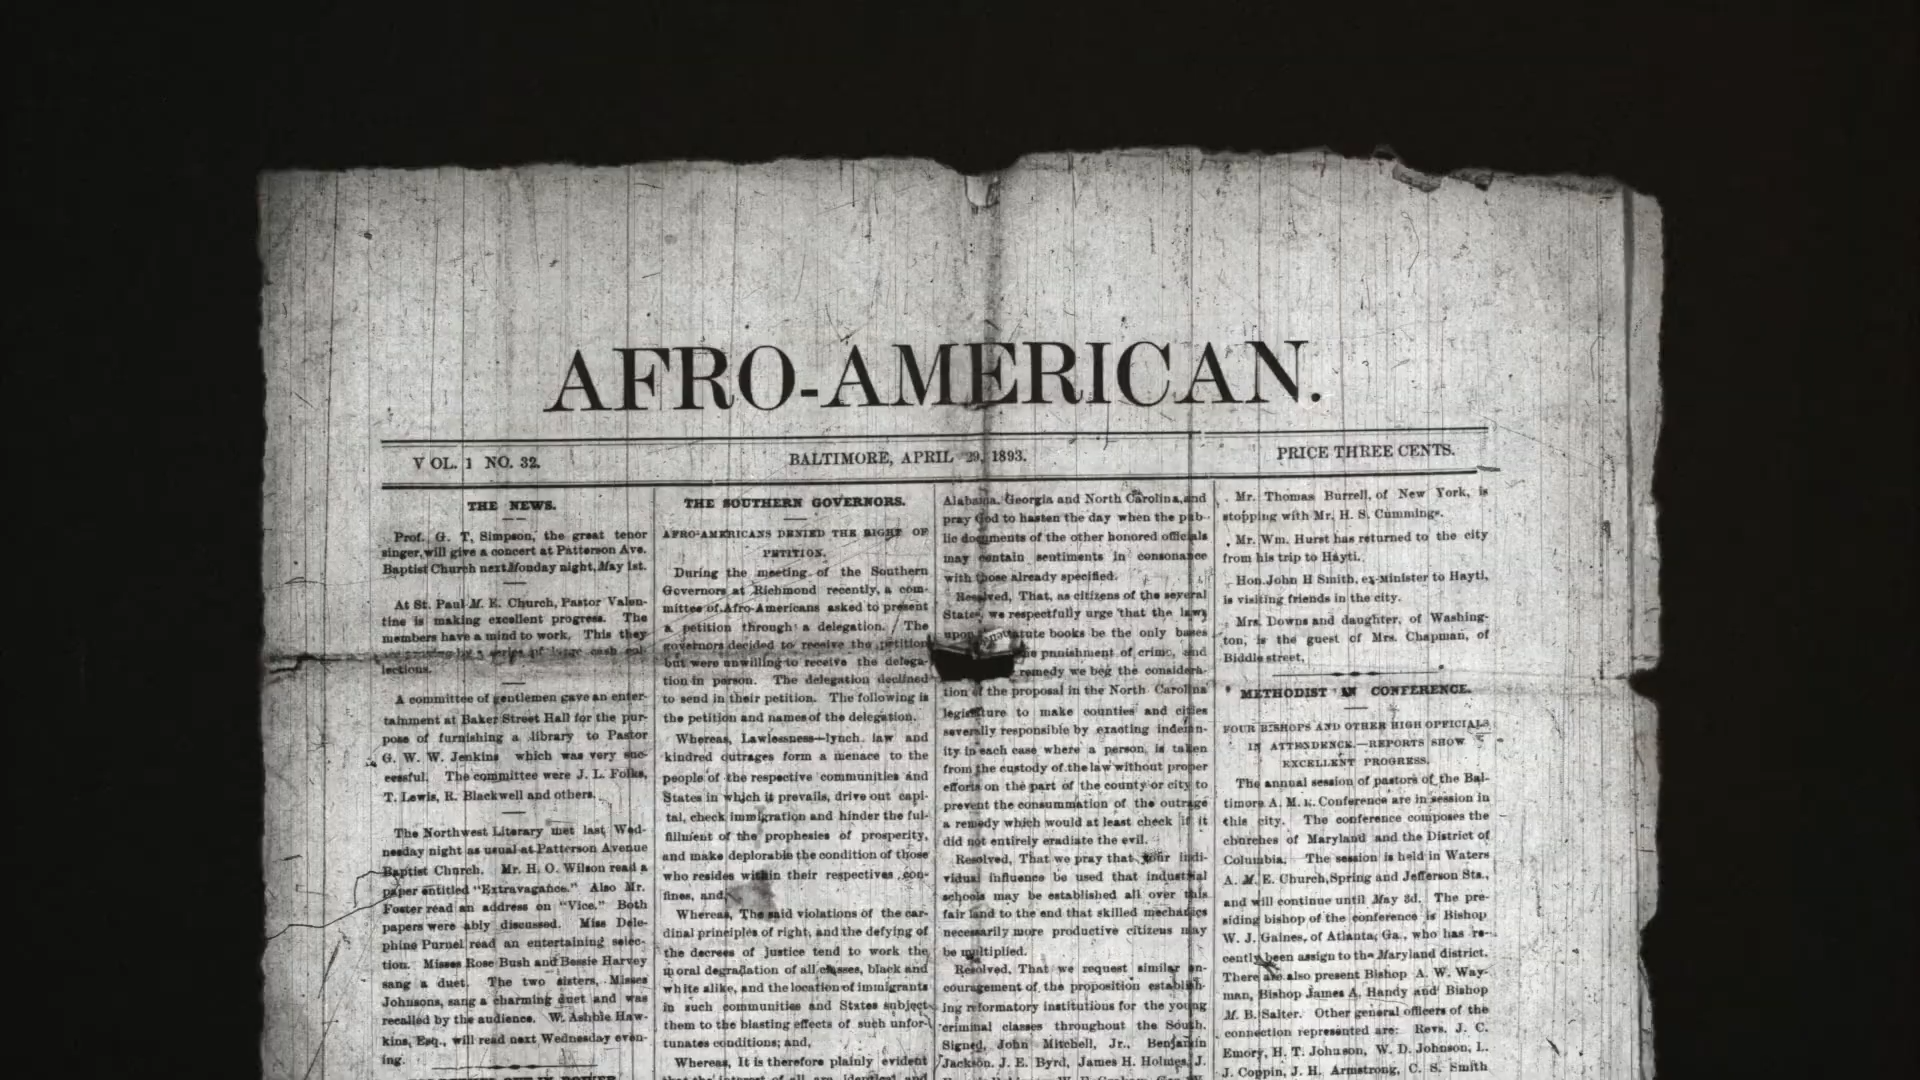 AFRO-AMERICAN.
VOL. 1 NO. 32.
BALTIMORE, APRIL 29, 1893.
PRICE THREE CENTS.
THE NEWS.
Prof. G. T. Simpson, the great tenor
singer, will give a concert at Patterson Ave.
Baptist Church next Monday night, May 1st.
At St. Paul M. E. Church, Pastor Valen-
tine is making excellent progress. The
members have a mind to work. This they
by a series of large cash col-
lections.
A committee of gentlemen gave an enter-
tainment at Baker Street Hall for the pur-
pose of furnishing a library to Pastor
G. W. W. Jenkins which was very suc-
cessful. The committee were J. L. Folks,
T. Lewis, R. Blackwell and others.
The Northwest Literary met last Wed-
nesday night as usual at Patterson Avenue
Baptist Church. Mr. H. O. Wilson read a
paper entitled "Extravagance." Also Mr.
Foster read an address on "Vice." Both
papers were ably discussed. Miss Dele-
phine Purnel read an entertaining selec-
tion. Misses Rose Bush and Bessie Harvey
sang a duet. The two sisters, Misses
Johnsons, sang a charming duet and was
recalled by the audience. W. Ashbie Haw-
kins, Esq., will read next Wednesday even-
ing.
THE SOUTHERN GOVERNORS.
AFRO-AMERICANS DENIED THE RIGHT OF
PETITION.
During the meeting of the Southern
Governors at Richmond recently, a com-
mittee of Afro-Americans asked to present
a petition through a delegation. The
governors decided to receive the petition
but were unwilling to receive the delega-
tion in person. The delegation declined
to send in their petition. The following is
the petition and names of the delegation.
Whereas, Lawlessness—lynch law and
kindred outrages form a menace to the
people of the respective communities and
States in which it prevails, drive out capi-
tal, check immigration and hinder the ful-
fillment of the prophesies of prosperity,
and make deplorable the condition of those
who resides within their respectives con-
fines, and,
Whereas, The said violations of the car-
dinal principles of right, and the defying of
the decrees of justice tend to work the
moral degradation of all classes, black and
white alike, and the location of immigrants
in such communities and States subject
them to the blasting effects of such unfor-
tunates conditions; and,
Whereas, It is therefore plainly evident
that the interest of all are identical and
Alabama, Georgia and North Carolina, and
pray God to hasten the day when the pub-
lic documents of the other honored officials
may contain sentiments in consonance
with those already specified.
Resolved, That, as citizens of the several
States, we respectfully urge that the laws
upon statute books be the only bases
punishment of crime, and
remedy we beg the considera-
tion of the proposal in the North Carolina
legislature to make counties and cities
severally responsible by exacting indemn-
ity in each case where a person, is taken
from the custody of the law without proper
efforts on the part of the county or city to
prevent the consummation of the outrage
a remedy which would at least check if it
did not entirely eradiate the evil.
Resolved, That we pray that your indi-
vidual influence be used that industrial
schools may be established all over this
fair land to the end that skilled mechanics
necessarily more productive citizens may
be multiplied.
Resolved, That we request similar en-
couragement of the proposition establish-
ing reformatory institutions for the young
criminal classes throughout the South.
Signed, John Mitchell, Jr., Benjamin
Jackson, J. E. Byrd, James H. Holmes, J.
Mr. Thomas Burrell, of New York, is
stopping with Mr. H. S. Cummings.
Mr. Wm. Hurst has returned to the city
from his trip to Hayti.
Hon. John H Smith, ex-Minister to Hayti,
is visiting friends in the city.
Mrs. Downs and daughter, of Washing-
ton, is the guest of Mrs. Chapman, of
Biddle street.
METHODIST IN CONFERENCE.
FOUR BISHOPS AND OTHER HIGH OFFICIALS
IN ATTENDENCE.—REPORTS SHOW
EXCELLENT PROGRESS.
The annual session of pastors of the Bal-
timore A. M. E. Conference are in session in
this city. The conference composes the
churches of Maryland and the District of
Columbia. The session is held in Waters
A. M. E. Church, Spring and Jefferson Sts.,
and will continue until May 3d. The pre-
siding bishop of the conference is Bishop
W. J. Gaines, of Atlanta, Ga., who has re-
cently been assign to the Maryland district.
There are also present Bishop A. W. Way-
man, Bishop James A. Handy and Bishop
M. B. Salter. Other general officers of the
connection represented are: Revs. J. C.
Emory, H. T. Johnson, W. D. Johnson, L.
J. Coppin, J. H. Armstrong, C. S. Smith